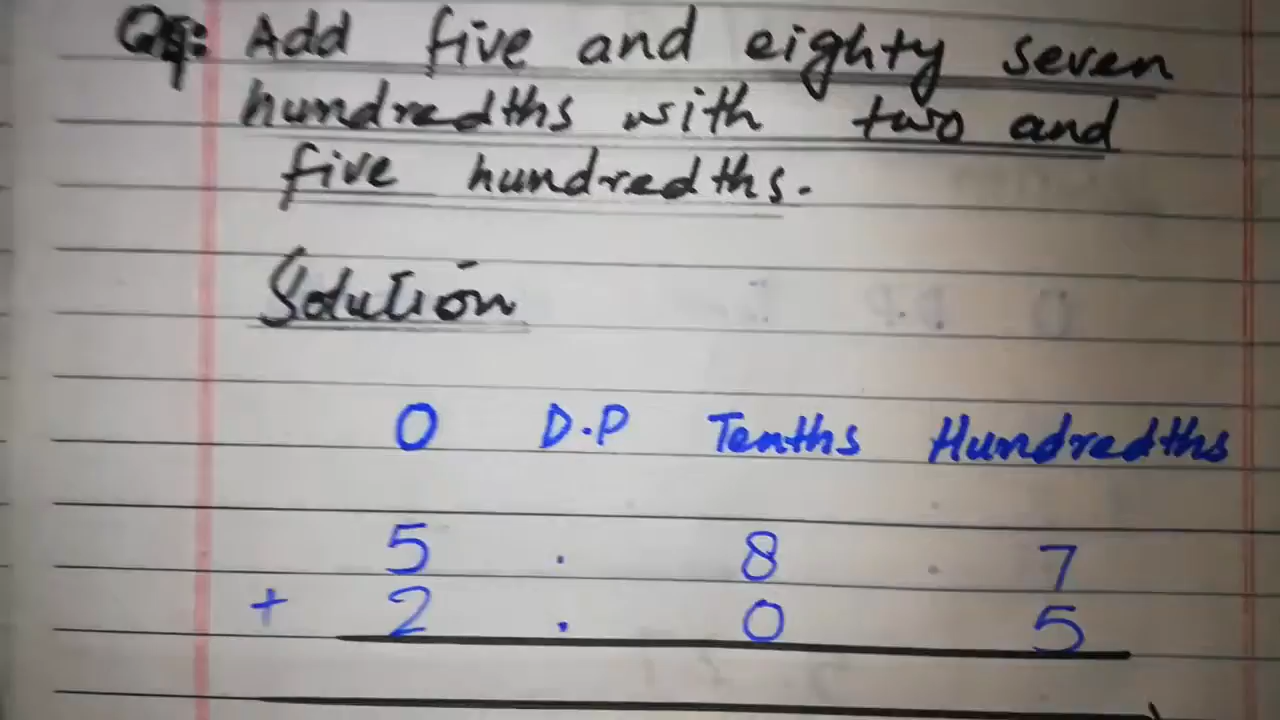 Q9: Add five and eighty seven
hundredths with two and
five hundredths.
Solution
O D.P Tenths Hundredths
5 . 8 7
+ 2 . 0 5